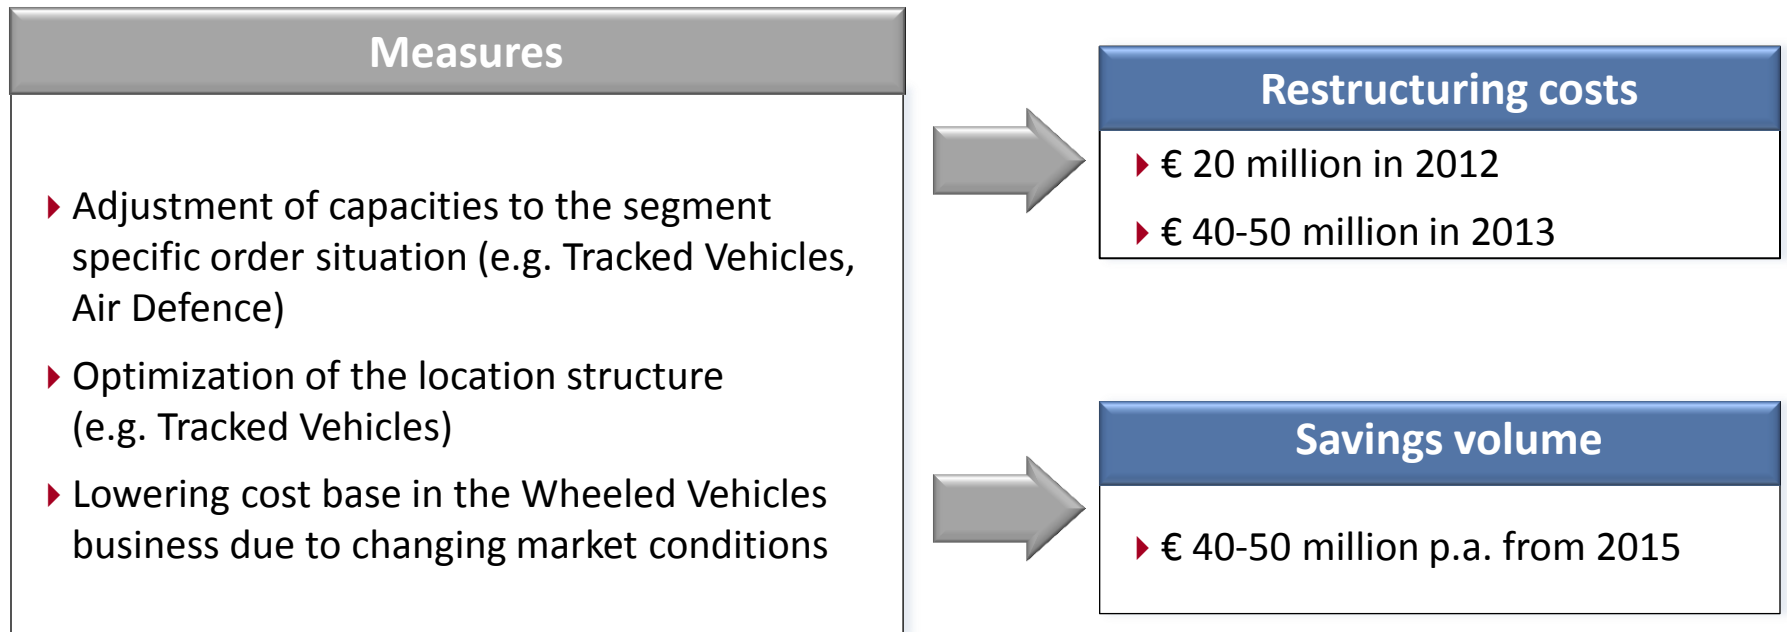 Measures
Adjustment of capacities to the segment
specific order situation (e.g. Tracked Vehicles,
Air Defence)
Optimization of the location structure
(e.g. Tracked Vehicles)
Lowering cost base in the Wheeled Vehicles
business due to changing market conditions
Restructuring costs
€ 20 million in 2012
€ 40-50 million in 2013
Savings volume
€ 40-50 million p.a. from 2015